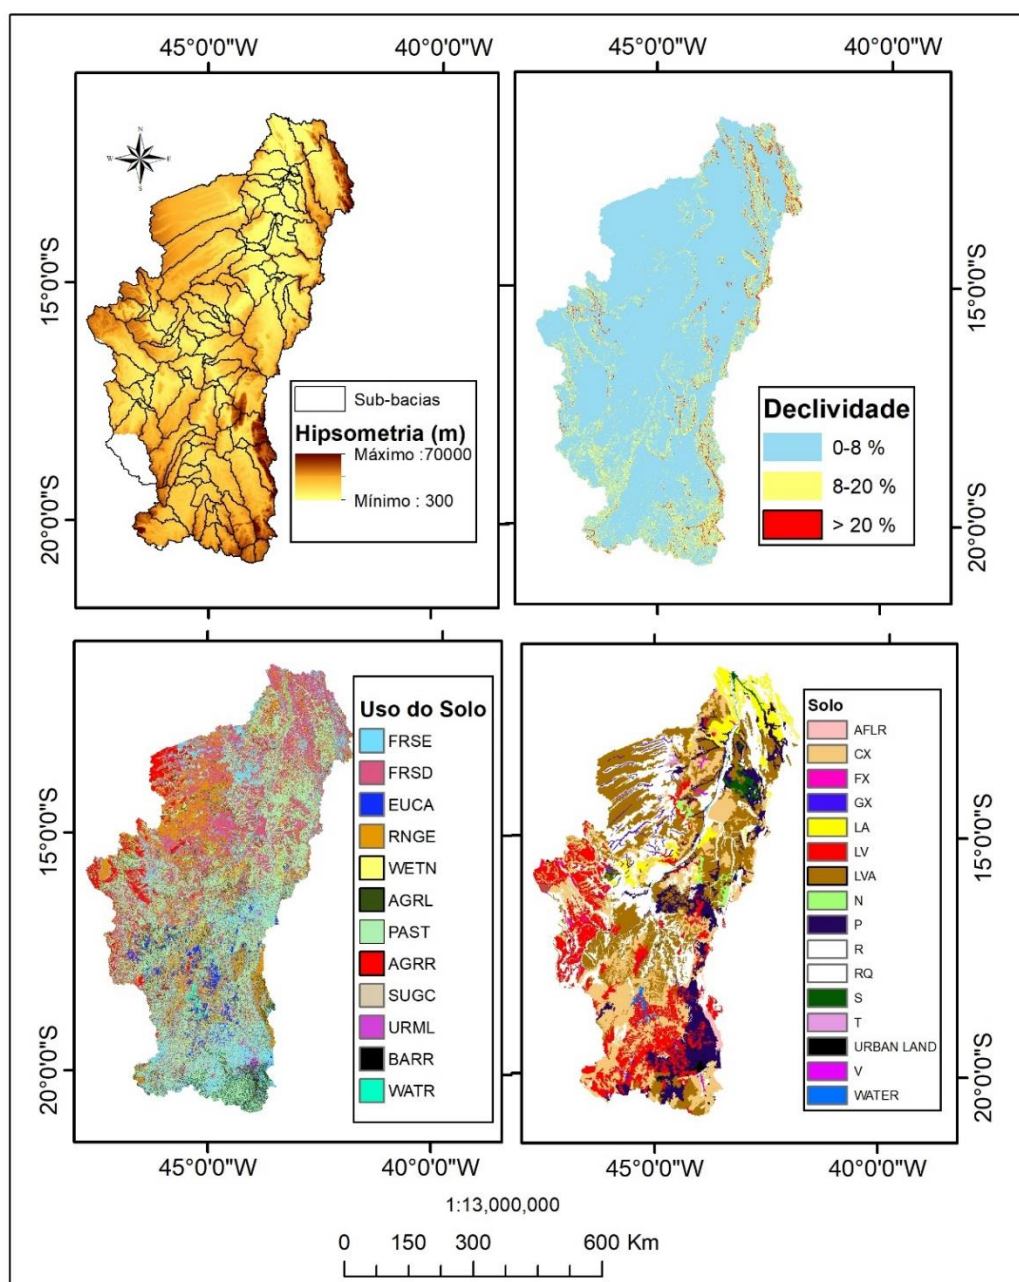 45°0'0"W 40°0'0"W 45°0'0"W 40°0'0"W
N
W E
S
15°0'0"S
20°0'0"S
Sub-bacias
Hipsometria (m)
Máximo :70000
Mínimo : 300
Declividade
0-8 %
8-20 %
> 20 %
15°0'0"S
20°0'0"S
15°0'0"S
20°0'0"S
Uso do Solo
FRSE
FRSD
EUCA
RNGE
WETN
AGRL
PAST
AGRR
SUGC
URML
BARR
WATR
Solo
AFLR
CX
FX
GX
LA
LV
LVA
N
P
R
RQ
S
T
URBAN LAND
V
WATER
15°0'0"S
20°0'0"S
45°0'0"W 40°0'0"W 45°0'0"W 40°0'0"W
1:13,000,000
0 150 300 600 Km